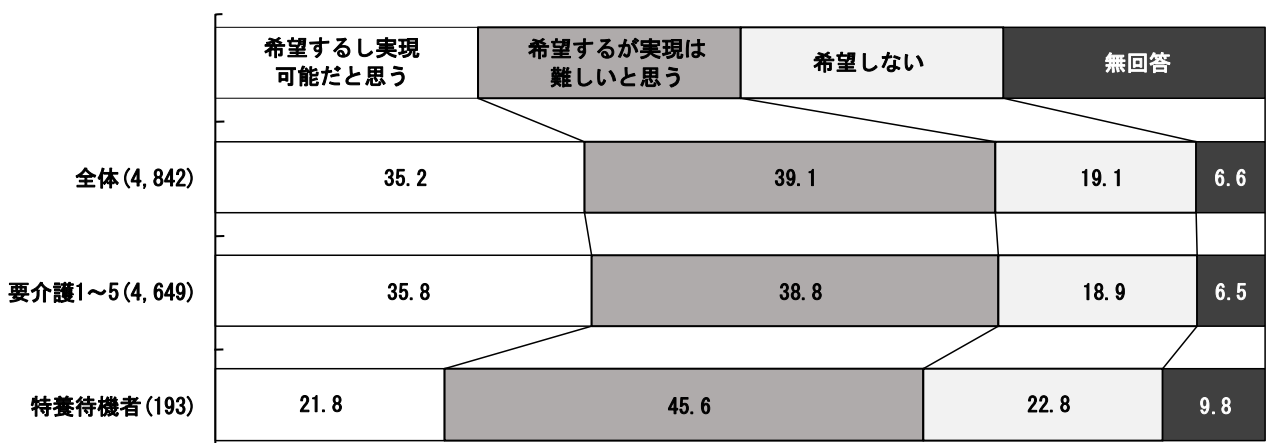 希望するし実現
可能だと思う
希望するが実現は
難しいと思う
希望しない
無回答
全体(4,842)
35.2
39.1
19.1
6.6
要介護1～5(4,649)
35.8
38.8
18.9
6.5
特養待機者(193)
21.8
45.6
22.8
9.8